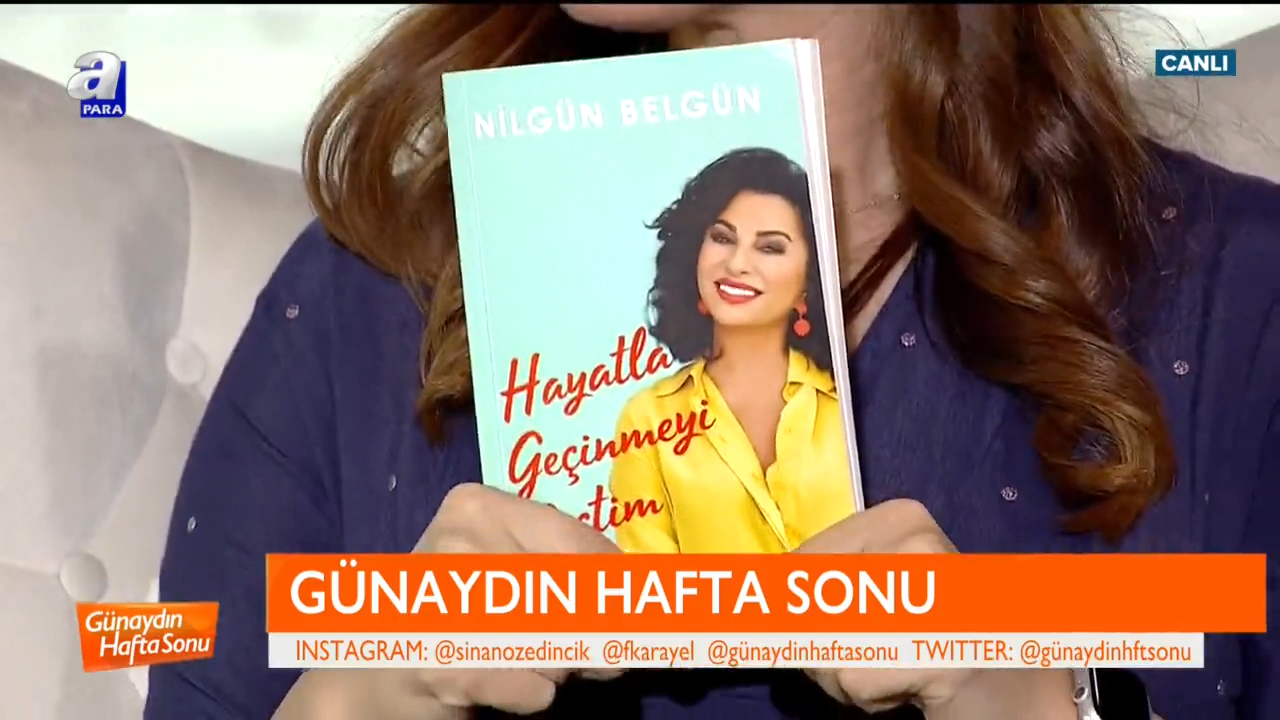 a
PARA
CANLI
NİLGÜN BELGÜN
Hayatla
Geçinmeyi
GÜNAYDIN HAFTA SONU
Günaydın
Hafta Sonu
INSTAGRAM: @sinanozedincik @fkarayel @günaydinhaftasonu TWITTER: @günaydinhftsonu